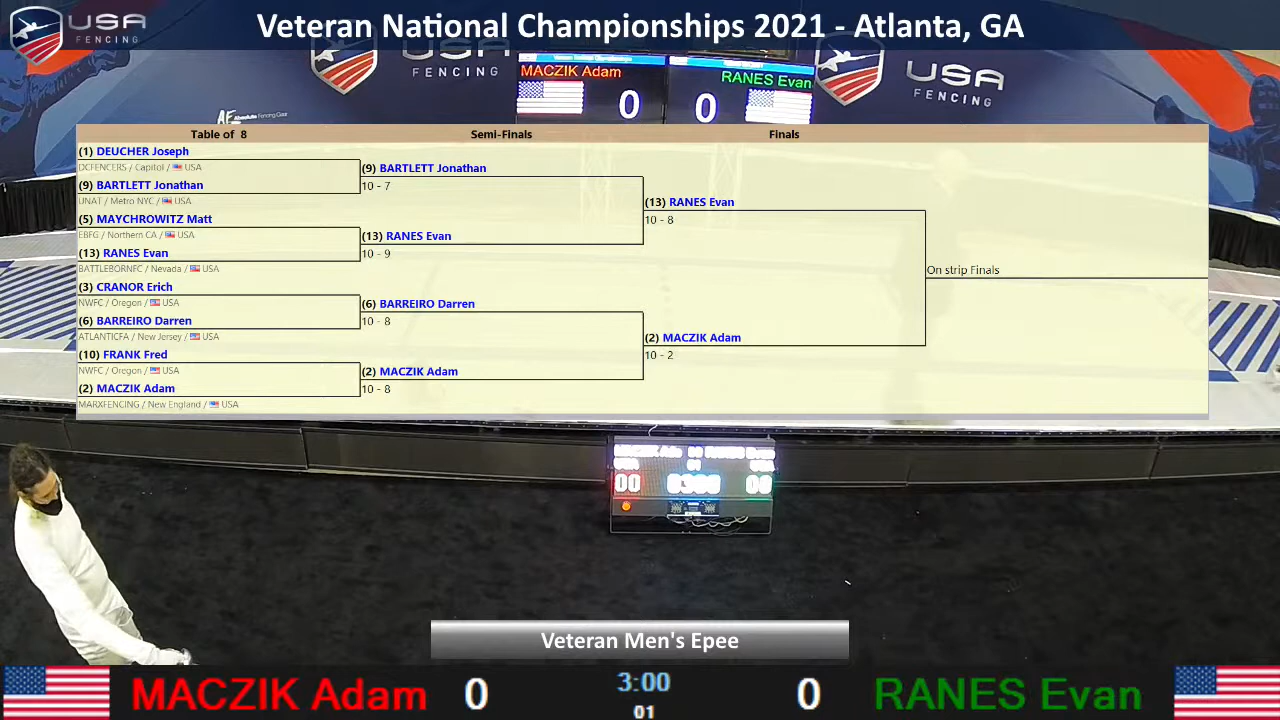 USA FENCING
Veteran National Championships 2021 - Atlanta, GA
USA FENCING
MACZIK Adam
0
RANES Evan
0
USA FENCING
Absolute Fencing Gear
Table of 8
Semi-Finals
Finals
(1) DEUCHER Joseph
DCFENCERS / Capitol / USA
(9) BARTLETT Jonathan
UNAT / Metro NYC / USA
(5) MAYCHROWITZ Matt
EBFG / Northern CA / USA
(13) RANES Evan
BATTLEBORNFC / Nevada / USA
(3) CRANOR Erich
NWFC / Oregon / USA
(6) BARREIRO Darren
ATLANTICFA / New Jersey / USA
(10) FRANK Fred
NWFC / Oregon / USA
(2) MACZIK Adam
MARXFENCING / New England / USA
(9) BARTLETT Jonathan
10 - 7
(13) RANES Evan
10 - 9
(6) BARREIRO Darren
10 - 8
(2) MACZIK Adam
10 - 8
(13) RANES Evan
10 - 8
(2) MACZIK Adam
10 - 2
On strip Finals
00
0300
00
Veteran Men's Epee
MACZIK Adam
0
3:00
01
0
RANES Evan